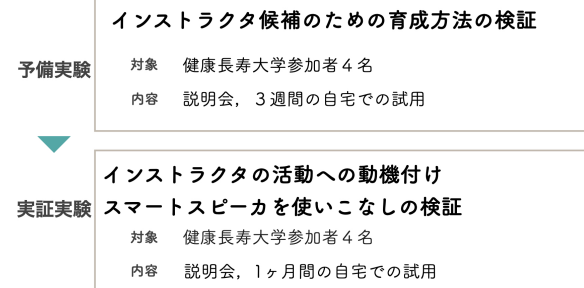 インストラクタ候補のための育成方法の検証
予備実験
対象 健康長寿大学参加者４名
内容 説明会，３週間の自宅での試用
インストラクタの活動への動機付け
実証実験 スマートスピーカを使いこなしの検証
対象 健康長寿大学参加者４名
内容 説明会，1ヶ月間の自宅での試用